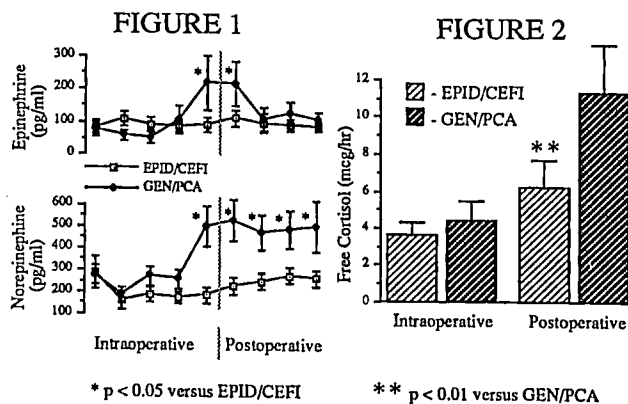 FIGURE 1
Epinephrine
(pg/ml)
300
200
100
0
*
*
EPID/CEFI
GEN/PCA
Norepinephrine
(pg/ml)
600
500
400
300
200
100
*
*
*
*
*
Intraoperative
Postoperative
* p < 0.05 versus EPID/CEFI
FIGURE 2
Free Cortisol (mcg/hr)
12
10
8
6
4
2
0
- EPID/CEFI
- GEN/PCA
**
Intraoperative
Postoperative
** p < 0.01 versus GEN/PCA